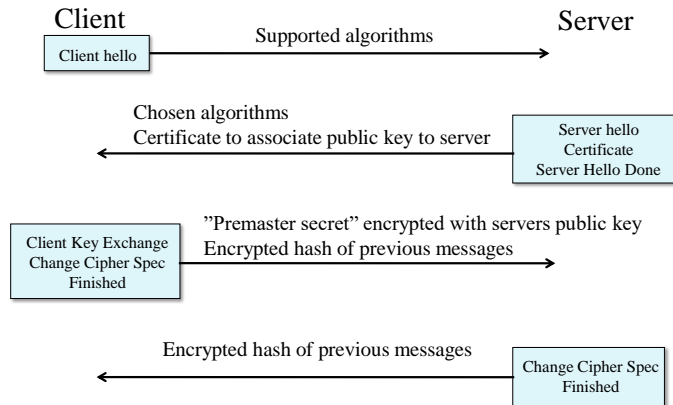 Client
Server
Supported algorithms
Client hello
Chosen algorithms
Certificate to associate public key to server
Server hello
Certificate
Server Hello Done
”Premaster secret” encrypted with servers public key
Encrypted hash of previous messages
Client Key Exchange
Change Cipher Spec
Finished
Encrypted hash of previous messages
Change Cipher Spec
Finished